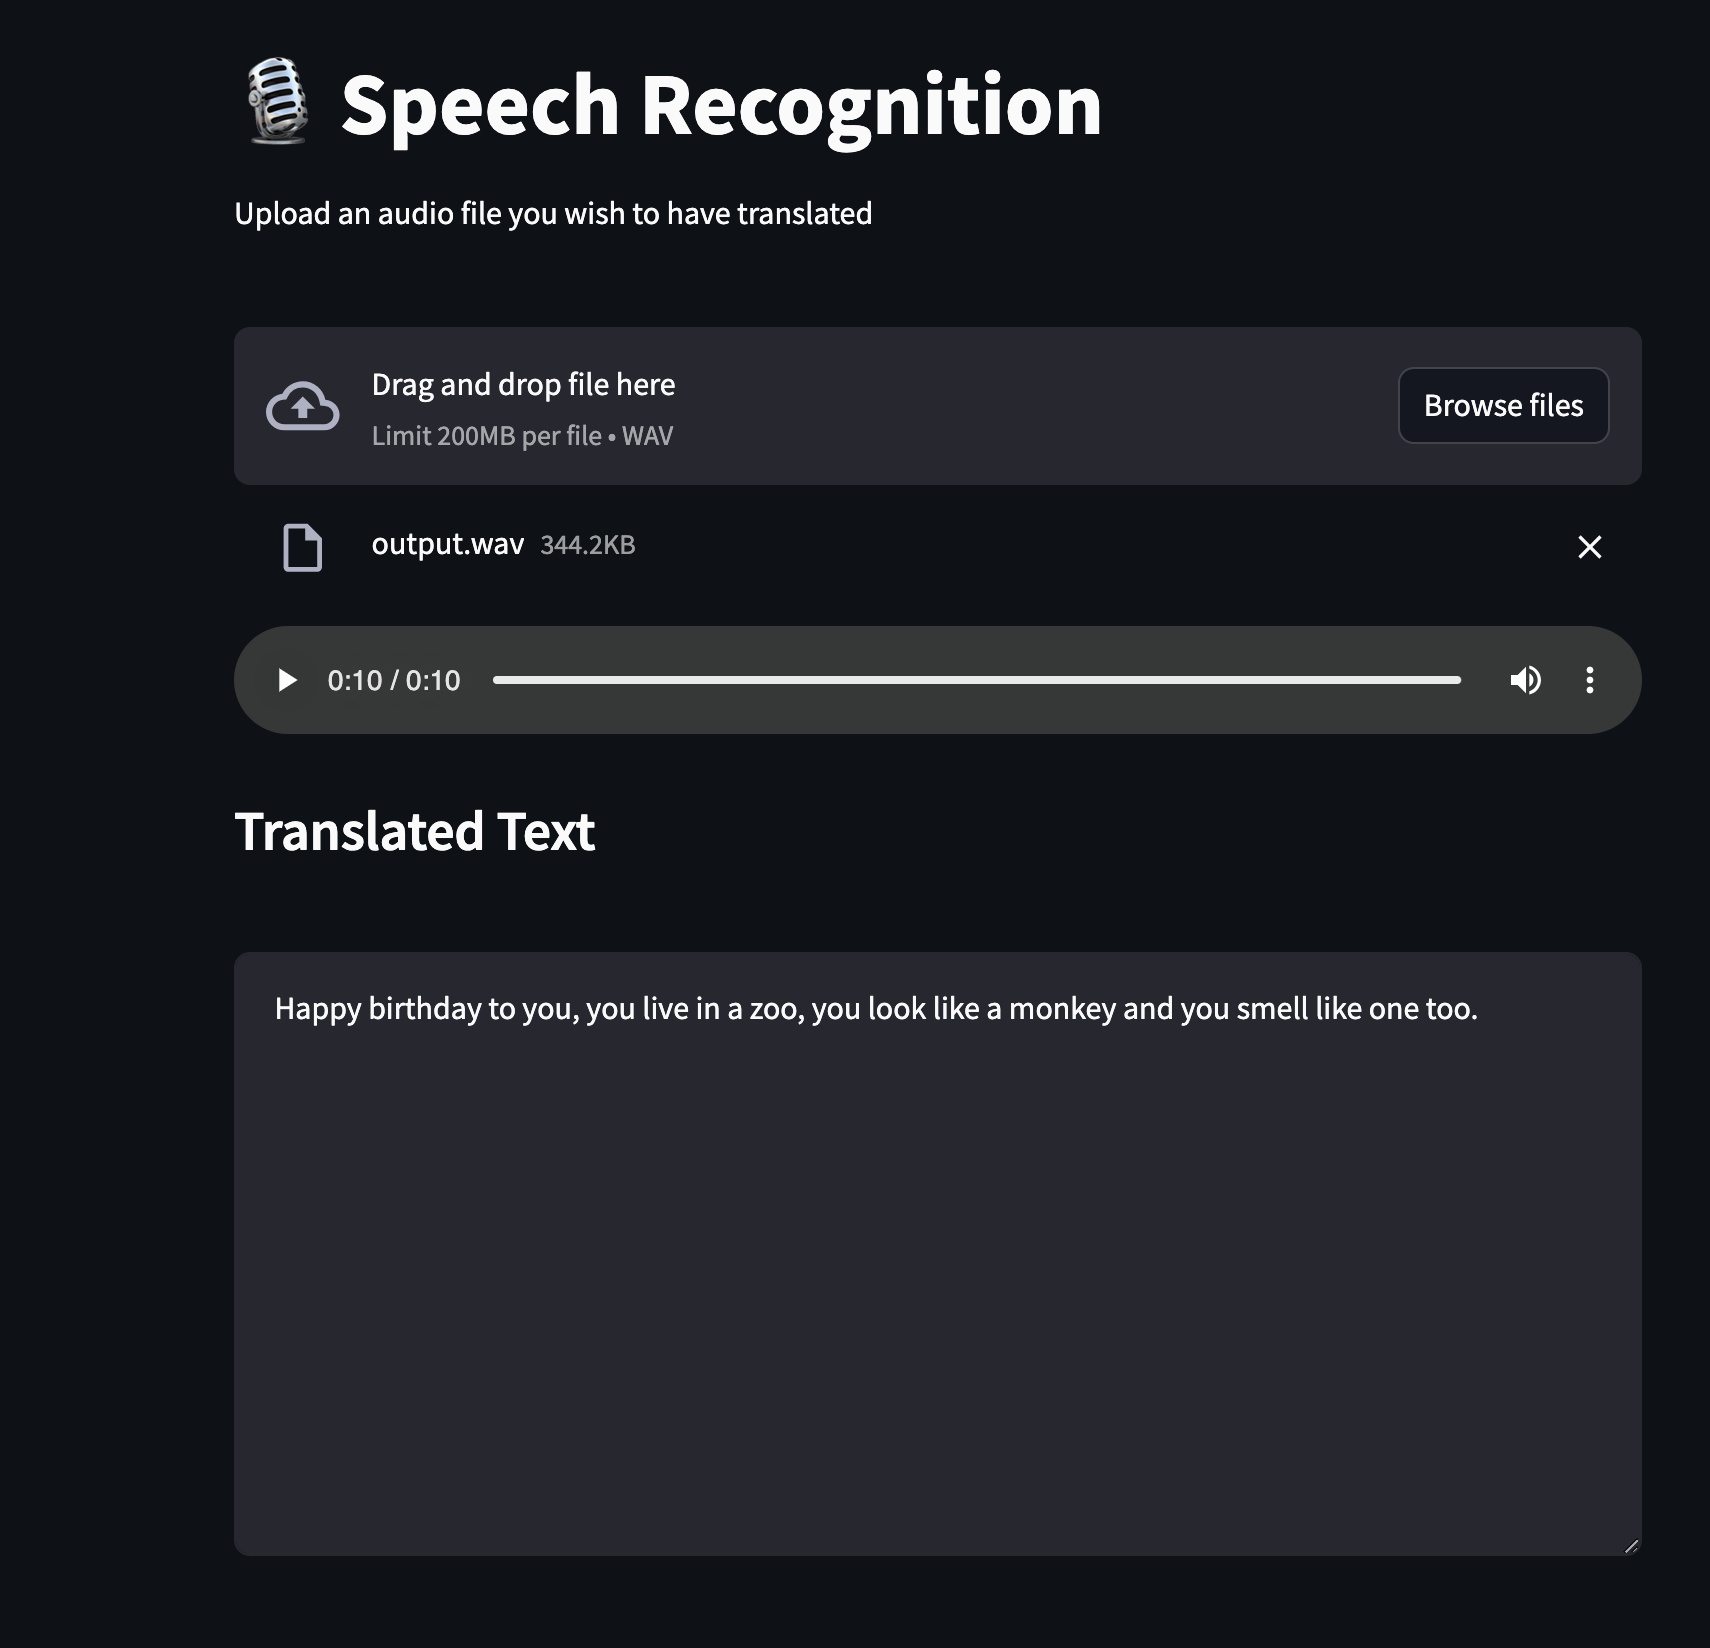 Speech Recognition
Upload an audio file you wish to have translated
Drag and drop file here
Limit 200MB per file • WAV
Browse files
output.wav 344.2KB
0:10 / 0:10
Translated Text
Happy birthday to you, you live in a zoo, you look like a monkey and you smell like one too.